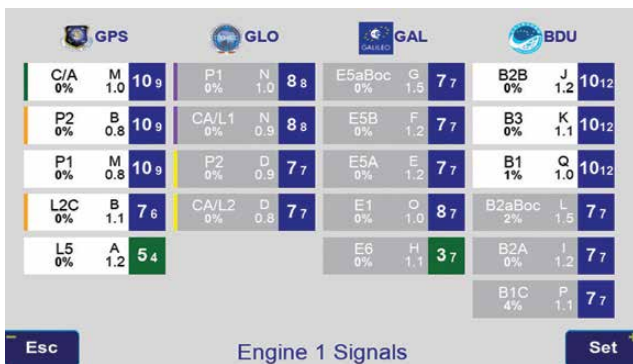 GPS GLO GAL BDU
GALILEO
C/A M 10 9 P1 N 8 8 E5aBoc G 7 7 B2B J 10 12
0% 1.0 0% 1.0 0% 1.5 0% 1.2
P2 B 10 9 CA/L1 N 8 8 E5B F 7 7 B3 K 10 12
0% 0.8 0% 0.9 0% 1.2 0% 1.1
P1 M 10 9 P2 D 7 7 E5A E 7 7 B1 Q 10 12
0% 0.8 0% 0.9 0% 1.2 1% 1.0
L2C B 7 6 CA/L2 D 7 7 E1 O 8 7 B2aBoc L 7 7
0% 1.1 0% 0.8 0% 1.0 2% 1.5
L5 A 5 4 E6 H 3 7 B2A I 7 7
0% 1.2 0% 1.1 0% 1.2
B1C P 7 7
4% 1.1
Esc Engine 1 Signals Set